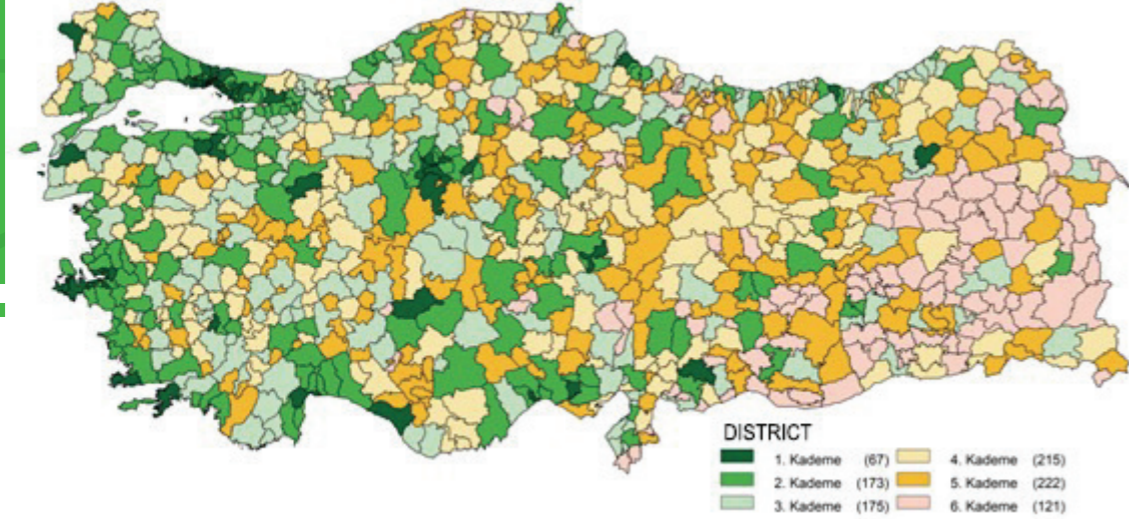 DISTRICT
1. Kademe (67)
2. Kademe (173)
3. Kademe (175)
4. Kademe (215)
5. Kademe (222)
6. Kademe (121)